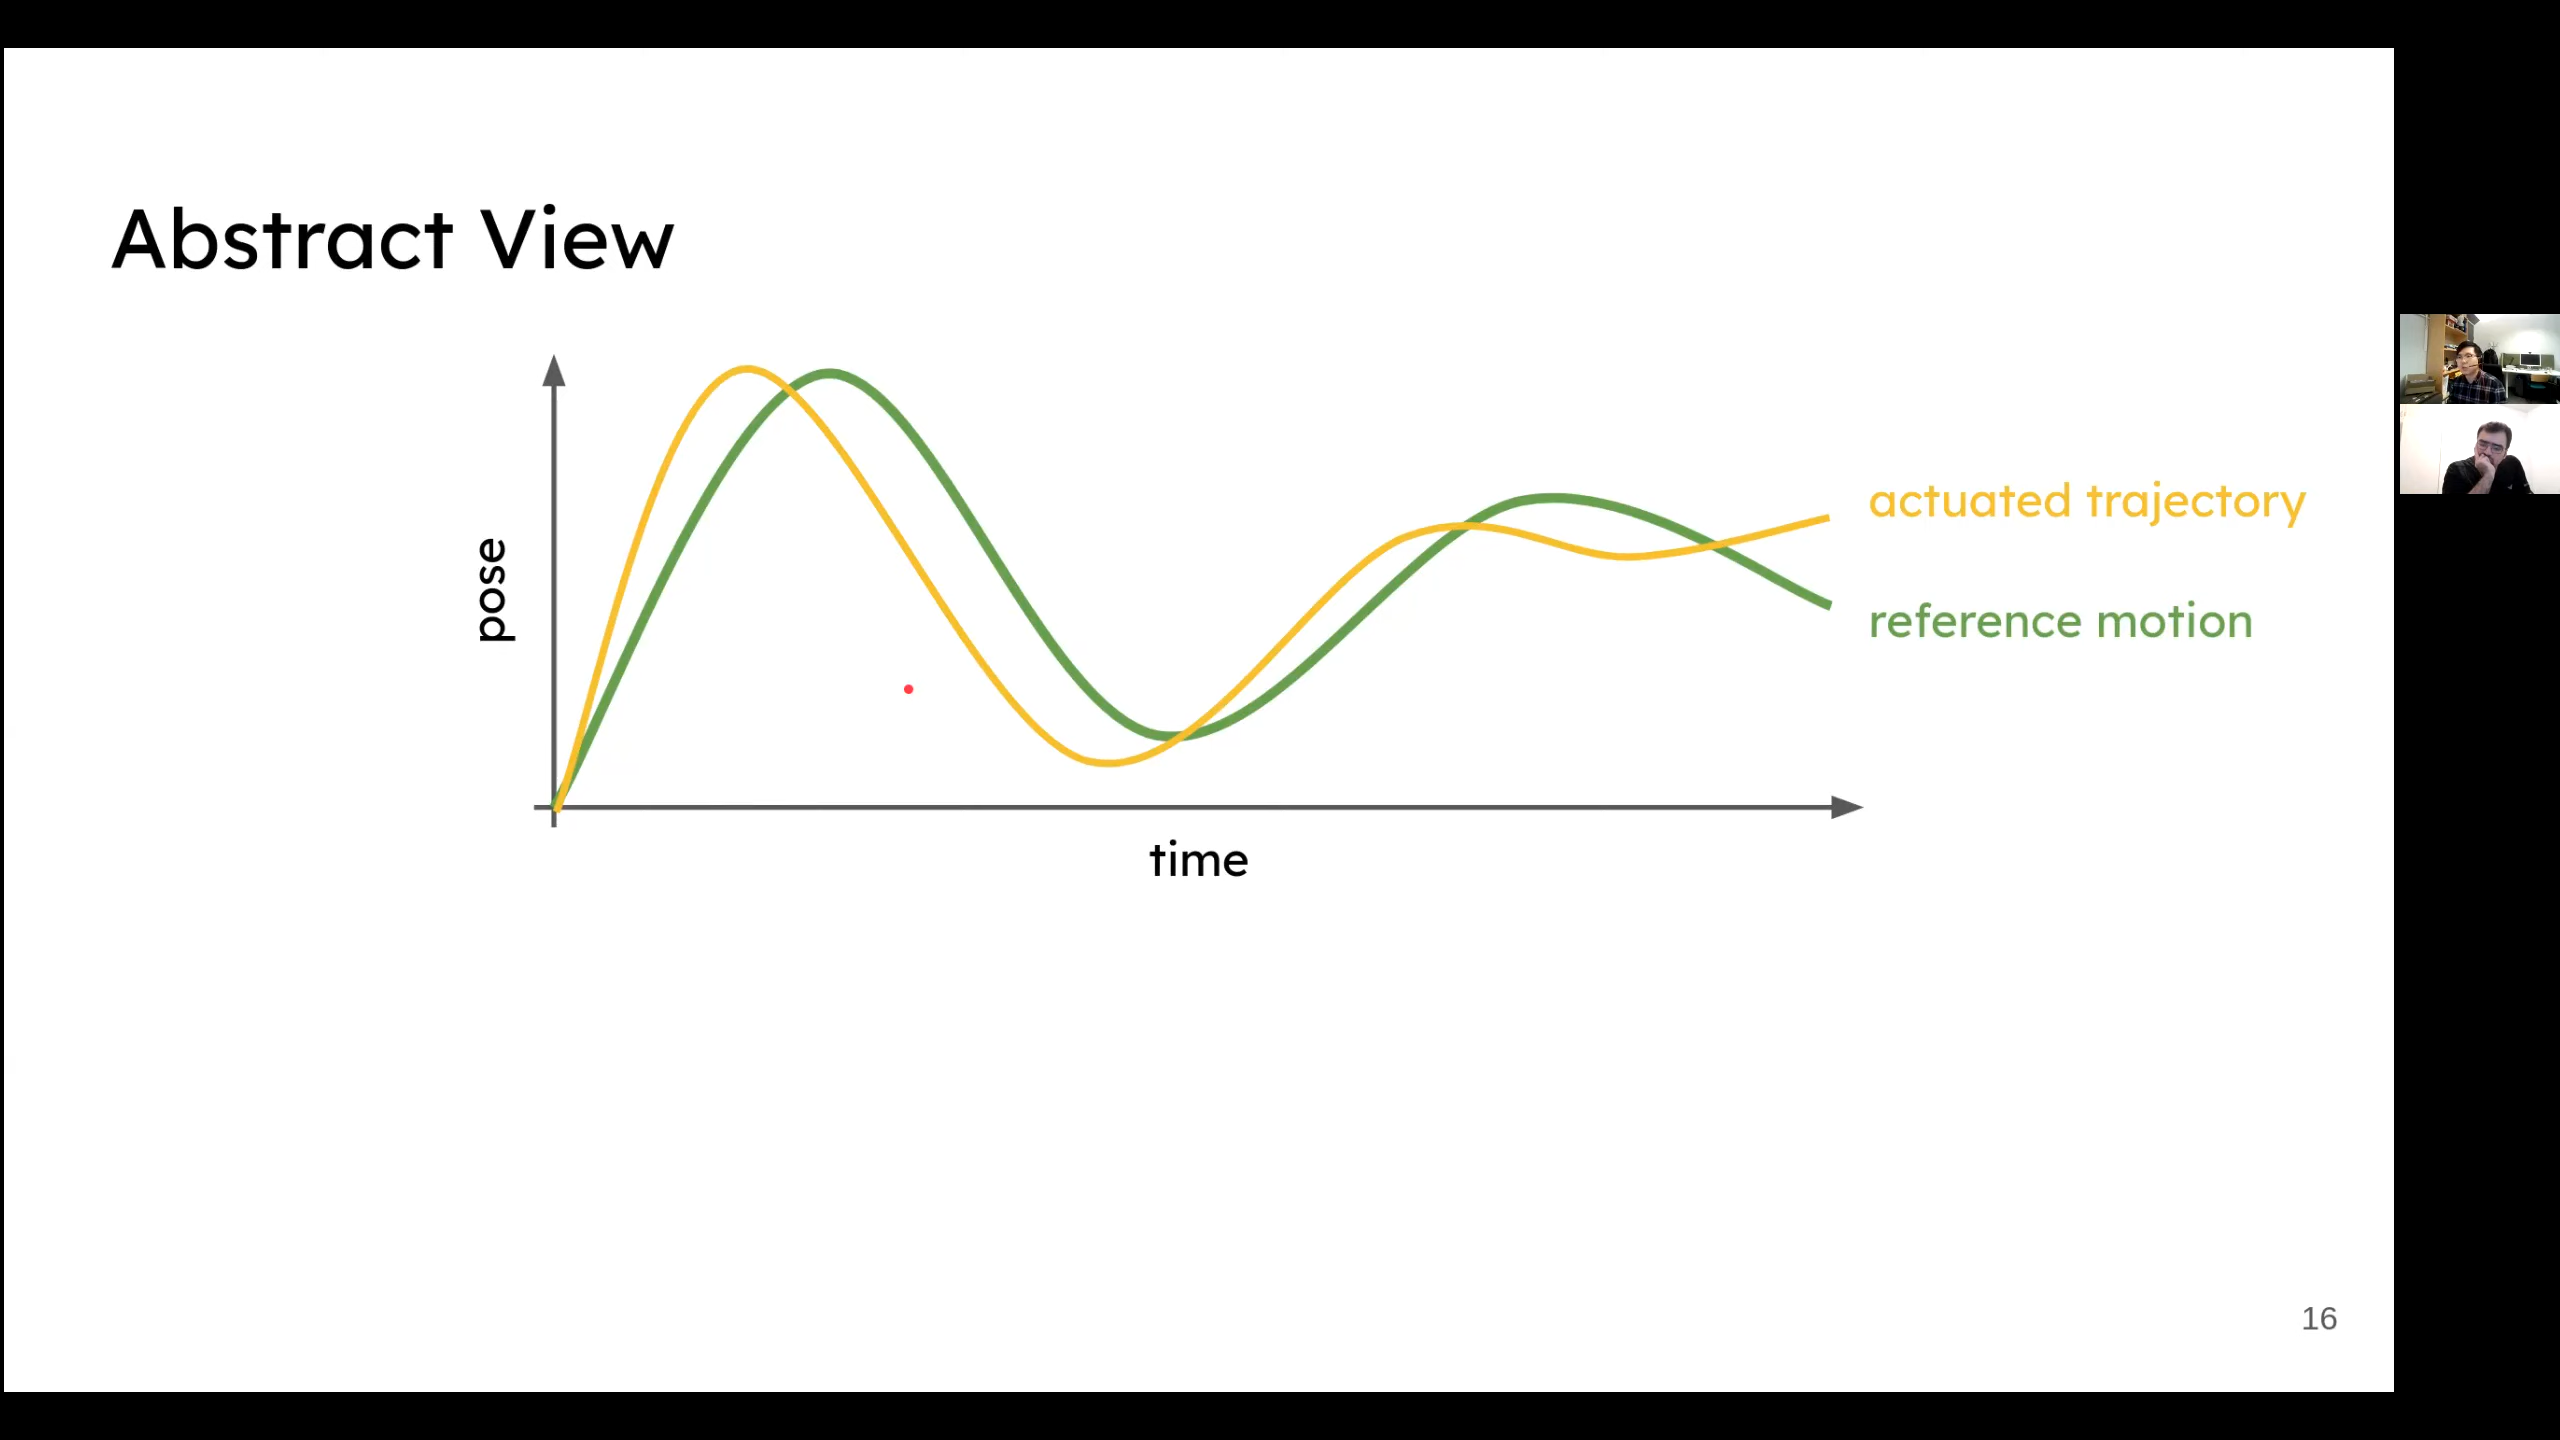 Abstract View
pose
actuated trajectory
reference motion
time
16